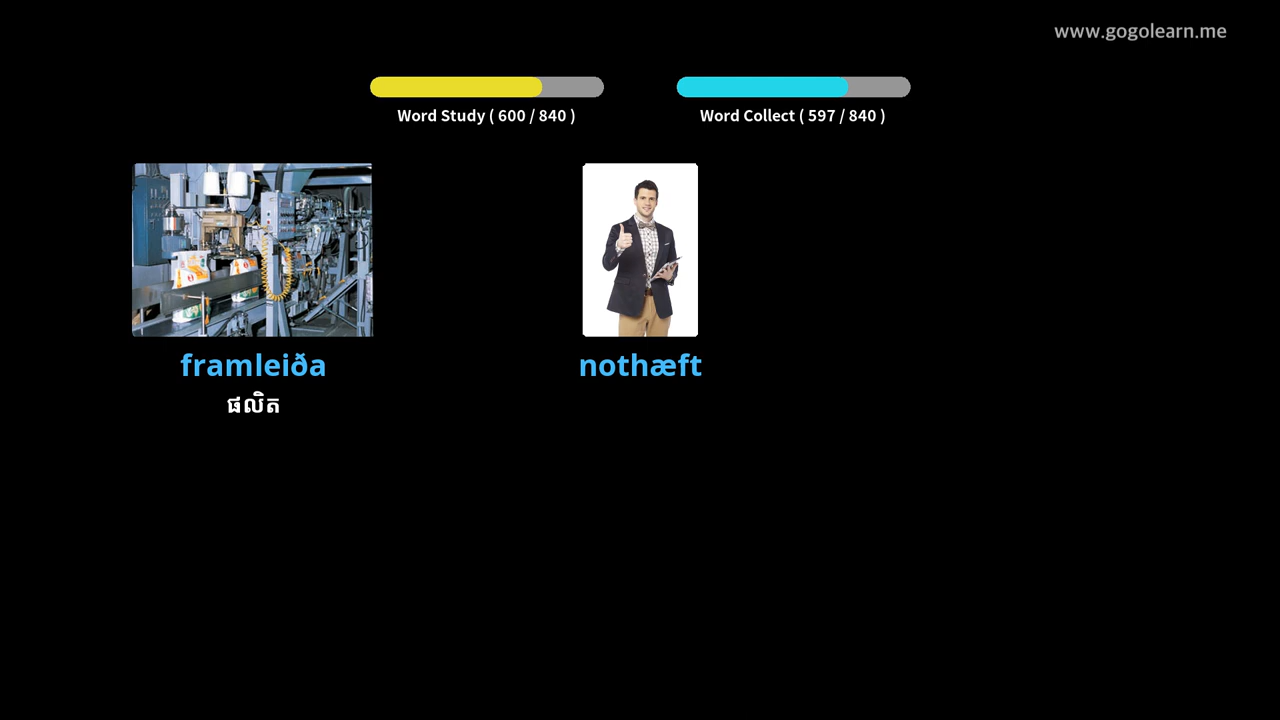 www.gogolearn.me
Word Study ( 600 / 840 )
Word Collect ( 597 / 840 )
framleiða
ផលិត
nothæft